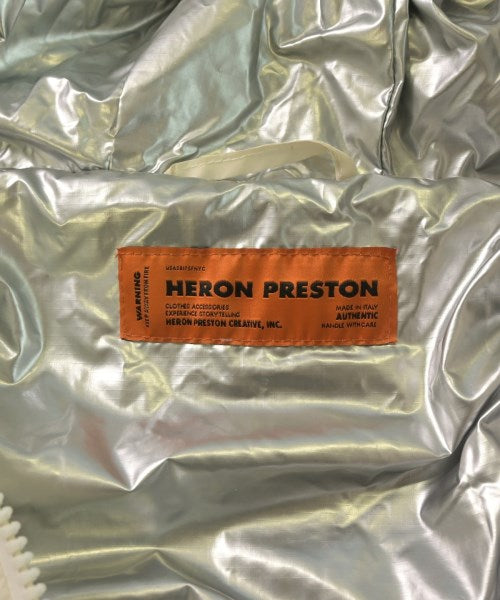 WARNING
KEEP AWAY FROM FIRE
HERON PRESTON
CLOTHES ACCESSORIES
EXPERIENCE STORYTELLING
HERON PRESTON CREATIVE, INC.
MADE IN ITALY
AUTHENTIC
HANDLE WITH CARE